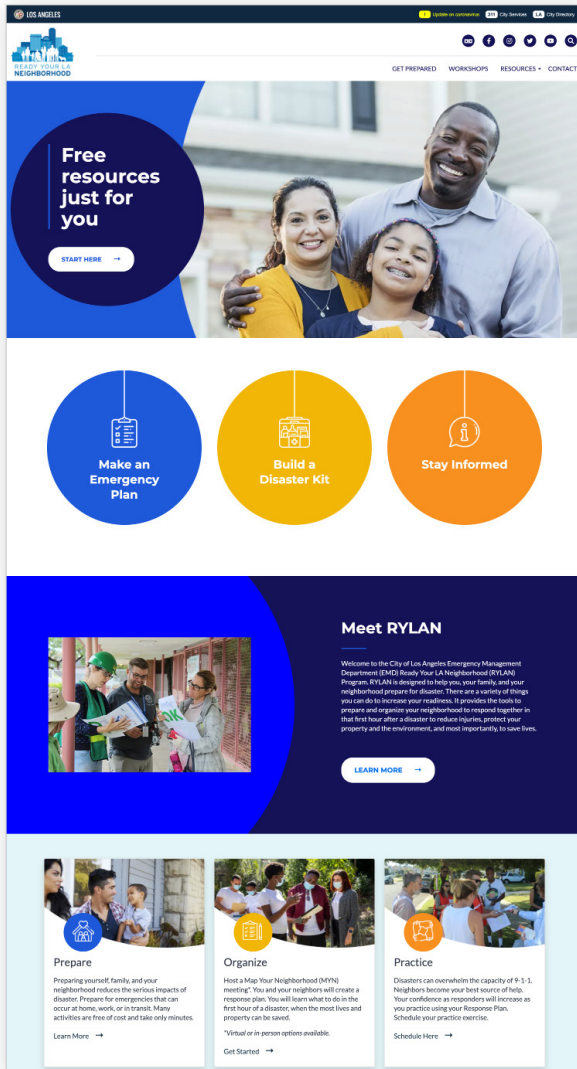 LOS ANGELES
! Update on coronavirus 211 City Services LA City Directory
READY YOUR LA
NEIGHBORHOOD
GET PREPARED WORKSHOPS RESOURCES CONTACT
Free
resources
just for
you
START HERE →
Make an
Emergency
Plan
Build a
Disaster Kit
Stay Informed
OK
Meet RYLAN
Welcome to the City of Los Angeles Emergency Management
Department (EMD) Ready Your LA Neighborhood (RYLAN)
Program. RYLAN is designed to help you, your family, and your
neighborhood prepare for disaster. There are a variety of things
you can do to increase your readiness. It provides the tools to
prepare and organize your neighborhood to respond together in
that first hour after a disaster to reduce injuries, protect your
property and the environment, and most importantly, to save lives.
LEARN MORE →
Prepare
Preparing yourself, family, and your
neighborhood reduces the serious impacts of
disaster. Prepare for emergencies that can
occur at home, work, or in transit. Many
activities are free of cost and take only minutes.
Learn More →
Organize
Host a Map Your Neighborhood (MYN)
meeting*. You and your neighbors will create a
response plan. You will learn what to do in the
first hour of a disaster, when the most lives and
property can be saved.
*Virtual or in-person options available.
Get Started →
Practice
Disasters can overwhelm the capacity of 9-1-1.
Neighbors become your best source of help.
Your confidence as responders will increase as
you practice using your Response Plan.
Schedule your practice exercise.
Schedule Here →